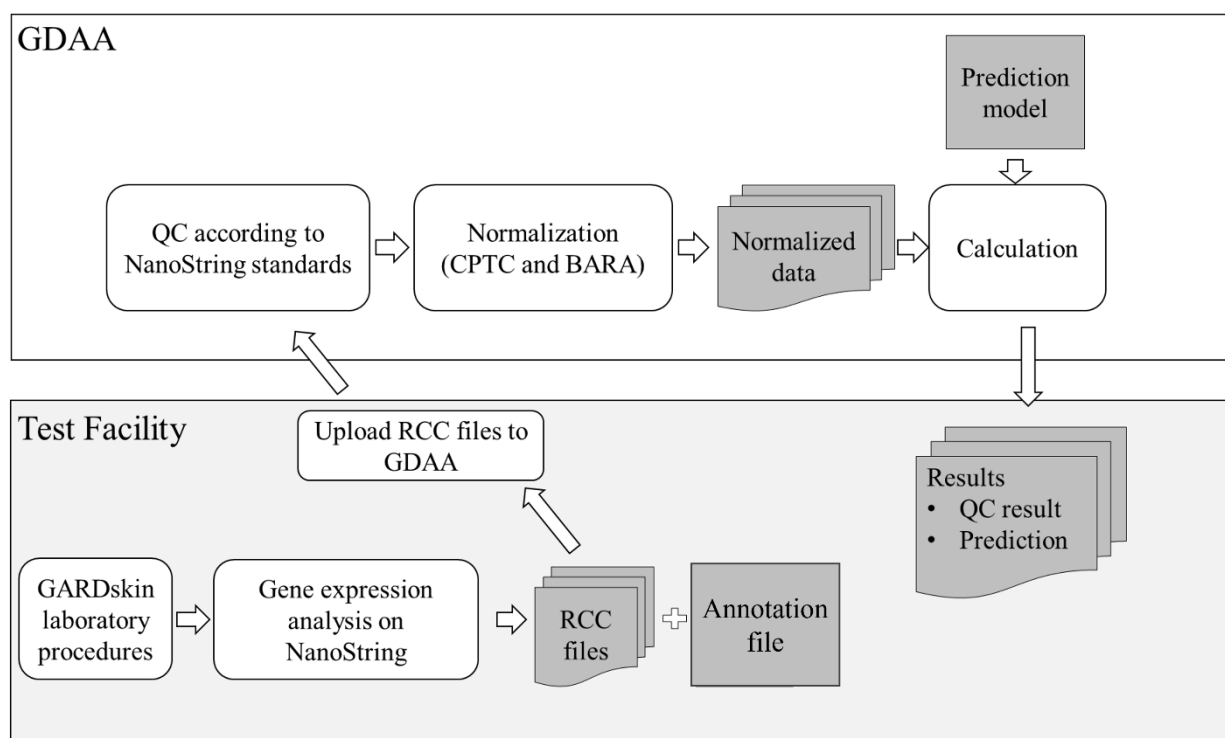 GDAA
Prediction
model
QC according to
NanoString standards
Normalization
(CPTC and BARA)
Normalized
data
Calculation
Test Facility
Upload RCC files to
GDAA
Results
• QC result
• Prediction
GARDskin
laboratory
procedures
Gene expression
analysis on
NanoString
RCC
files
Annotation
file